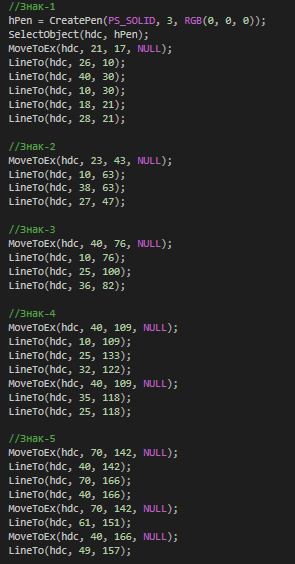 //Знак-1
hPen = CreatePen(PS_SOLID, 3, RGB(0, 0, 0));
SelectObject(hdc, hPen);
MoveToEx(hdc, 21, 17, NULL);
LineTo(hdc, 26, 10);
LineTo(hdc, 40, 30);
LineTo(hdc, 10, 30);
LineTo(hdc, 18, 21);
LineTo(hdc, 28, 21);

//Знак-2
MoveToEx(hdc, 23, 43, NULL);
LineTo(hdc, 10, 63);
LineTo(hdc, 38, 63);
LineTo(hdc, 27, 47);

//Знак-3
MoveToEx(hdc, 40, 76, NULL);
LineTo(hdc, 10, 76);
LineTo(hdc, 25, 100);
LineTo(hdc, 36, 82);

//Знак-4
MoveToEx(hdc, 40, 109, NULL);
LineTo(hdc, 10, 109);
LineTo(hdc, 25, 133);
LineTo(hdc, 32, 122);
MoveToEx(hdc, 40, 109, NULL);
LineTo(hdc, 35, 118);
LineTo(hdc, 25, 118);

//Знак-5
MoveToEx(hdc, 70, 142, NULL);
LineTo(hdc, 40, 142);
LineTo(hdc, 70, 166);
LineTo(hdc, 40, 166);
MoveToEx(hdc, 70, 142, NULL);
LineTo(hdc, 61, 151);
MoveToEx(hdc, 40, 166, NULL);
LineTo(hdc, 49, 157);